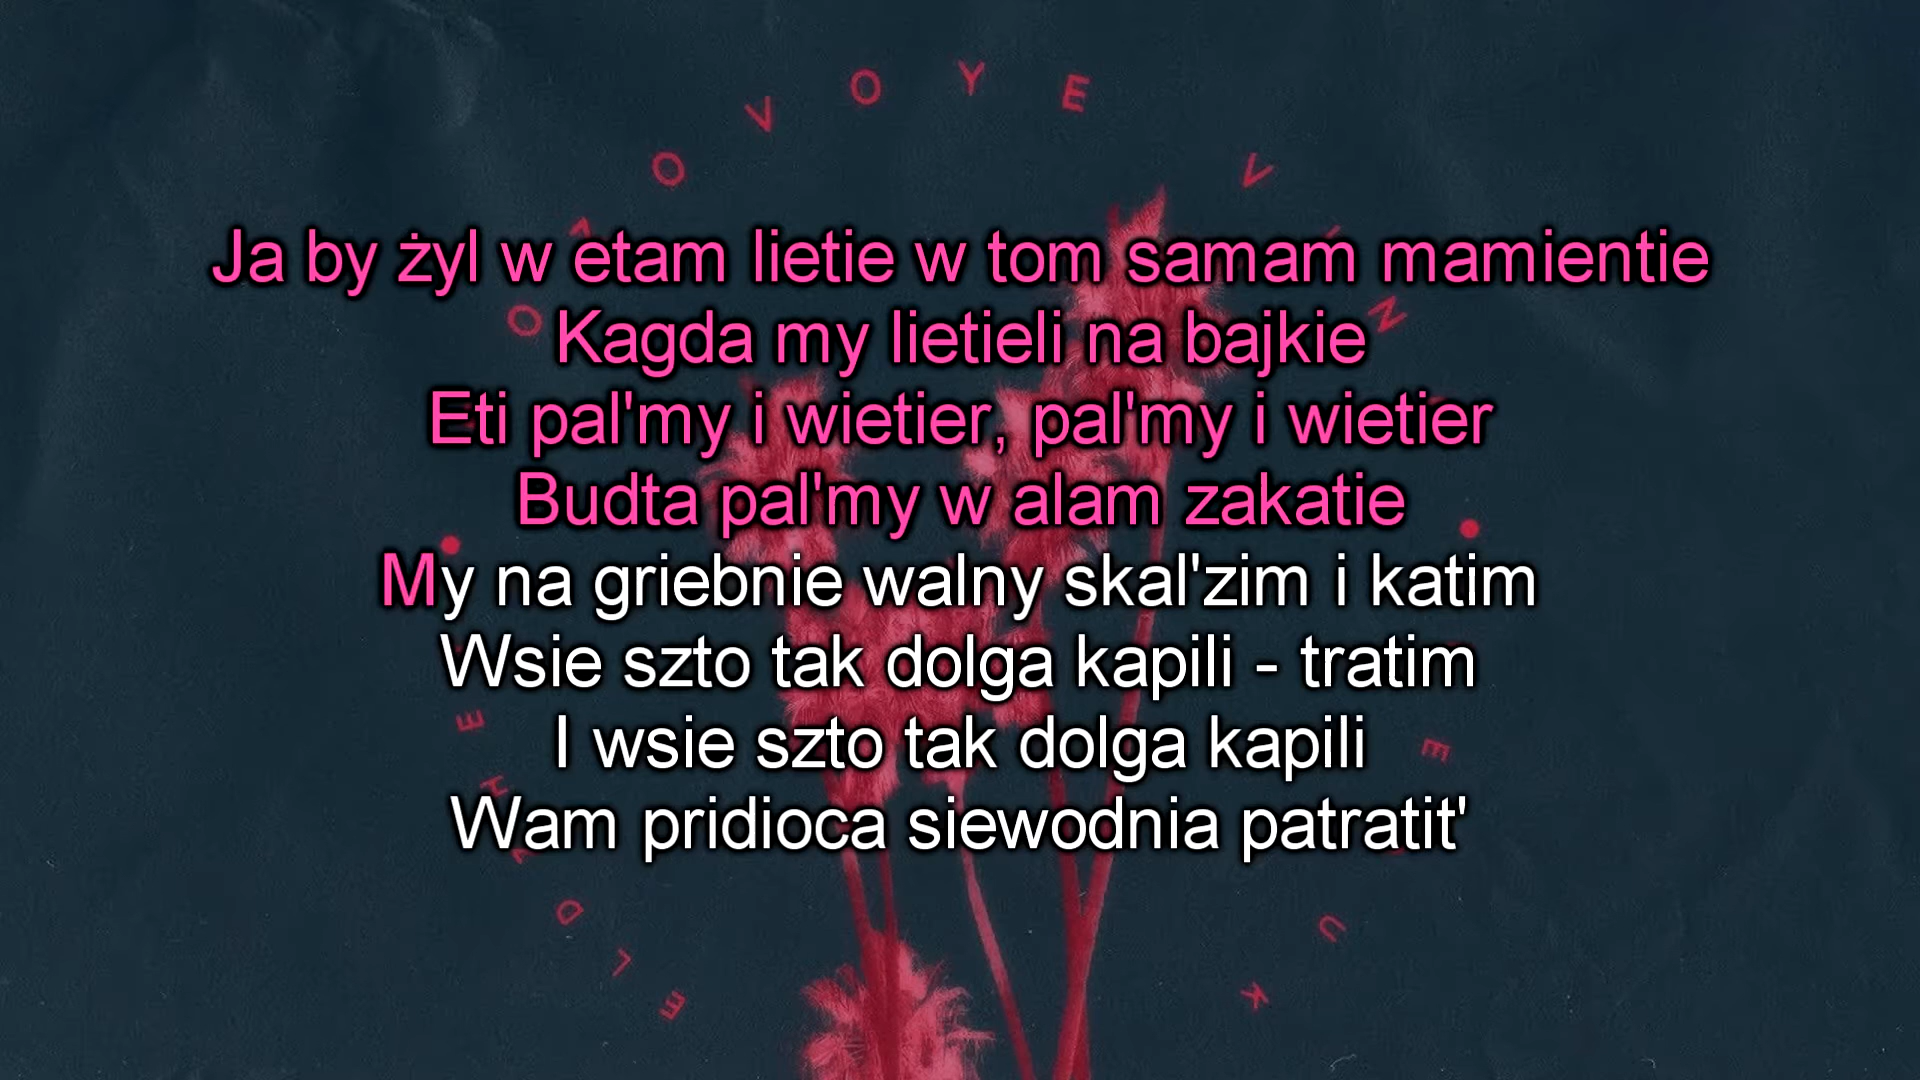 Ja by żyl w etam lietie w tom samam mamientie
Kagda my lietieli na bajkie
Eti pal'my i wietier, pal'my i wietier
Budta pal'my w alam zakatie
My na griebnie walny skal'zim i katim
Wsie szto tak dolga kapili - tratim
I wsie szto tak dolga kapili
Wam pridioca siewodnia patratit'